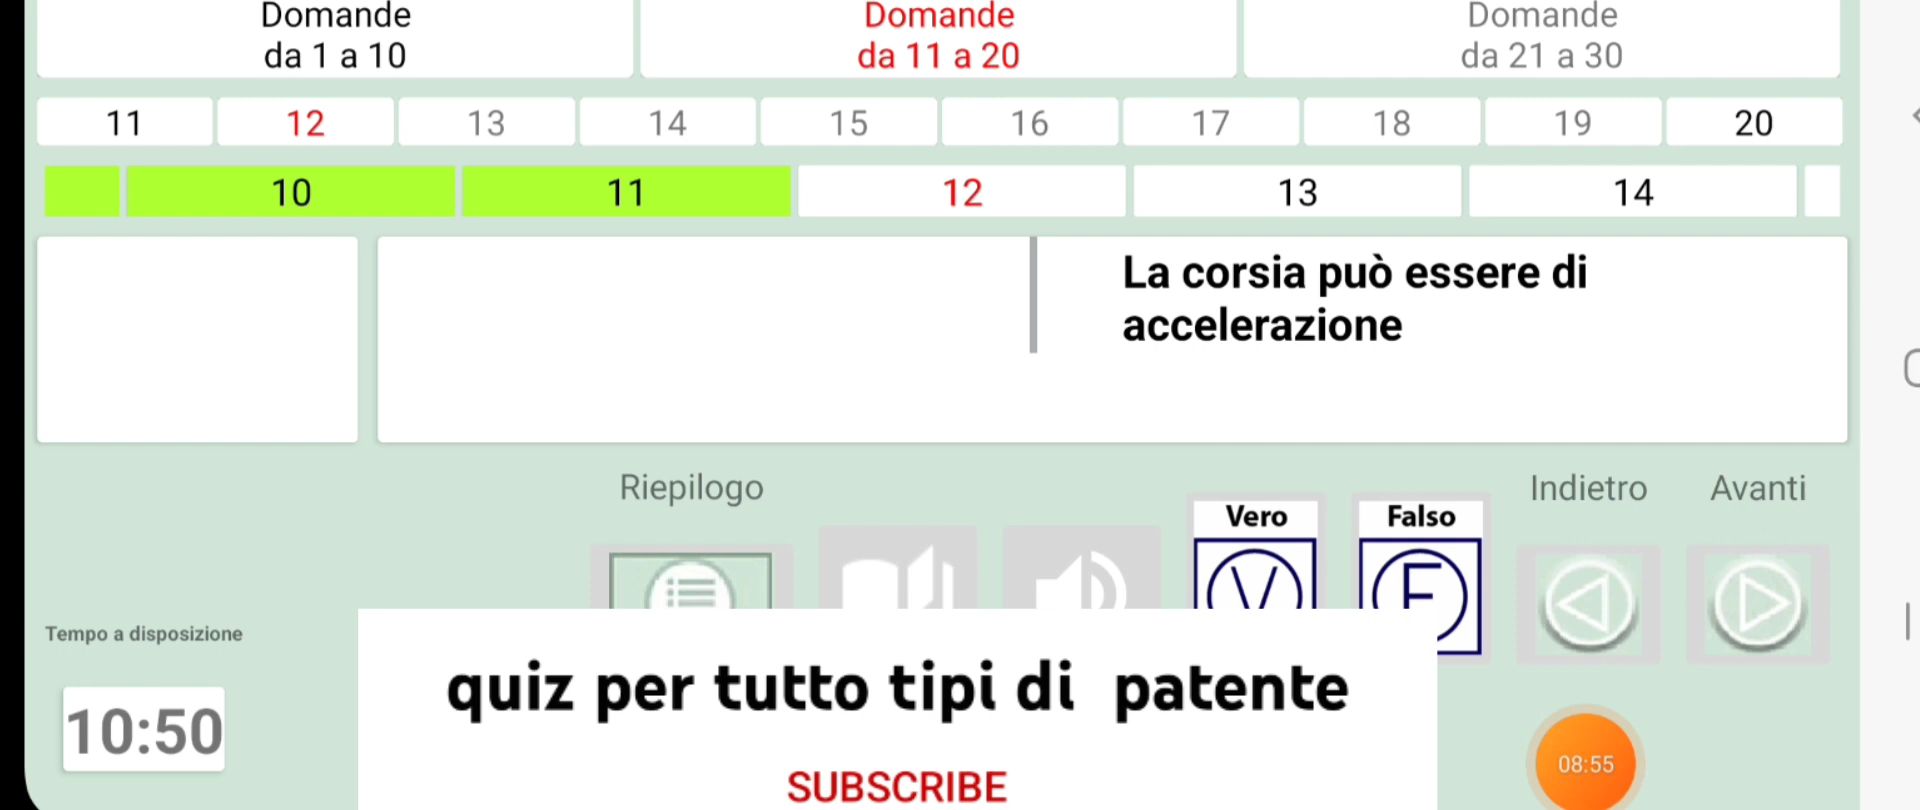 Domande
da 1 a 10
Domande
da 11 a 20
Domande
da 21 a 30
11 12 13 14 15 16 17 18 19 20
10 11 12 13 14
La corsia può essere di
accelerazione
Riepilogo
Vero
Falso
Indietro
Avanti
V
F
Tempo a disposizione
10:50
quiz per tutto tipi di patente
SUBSCRIBE
08:55